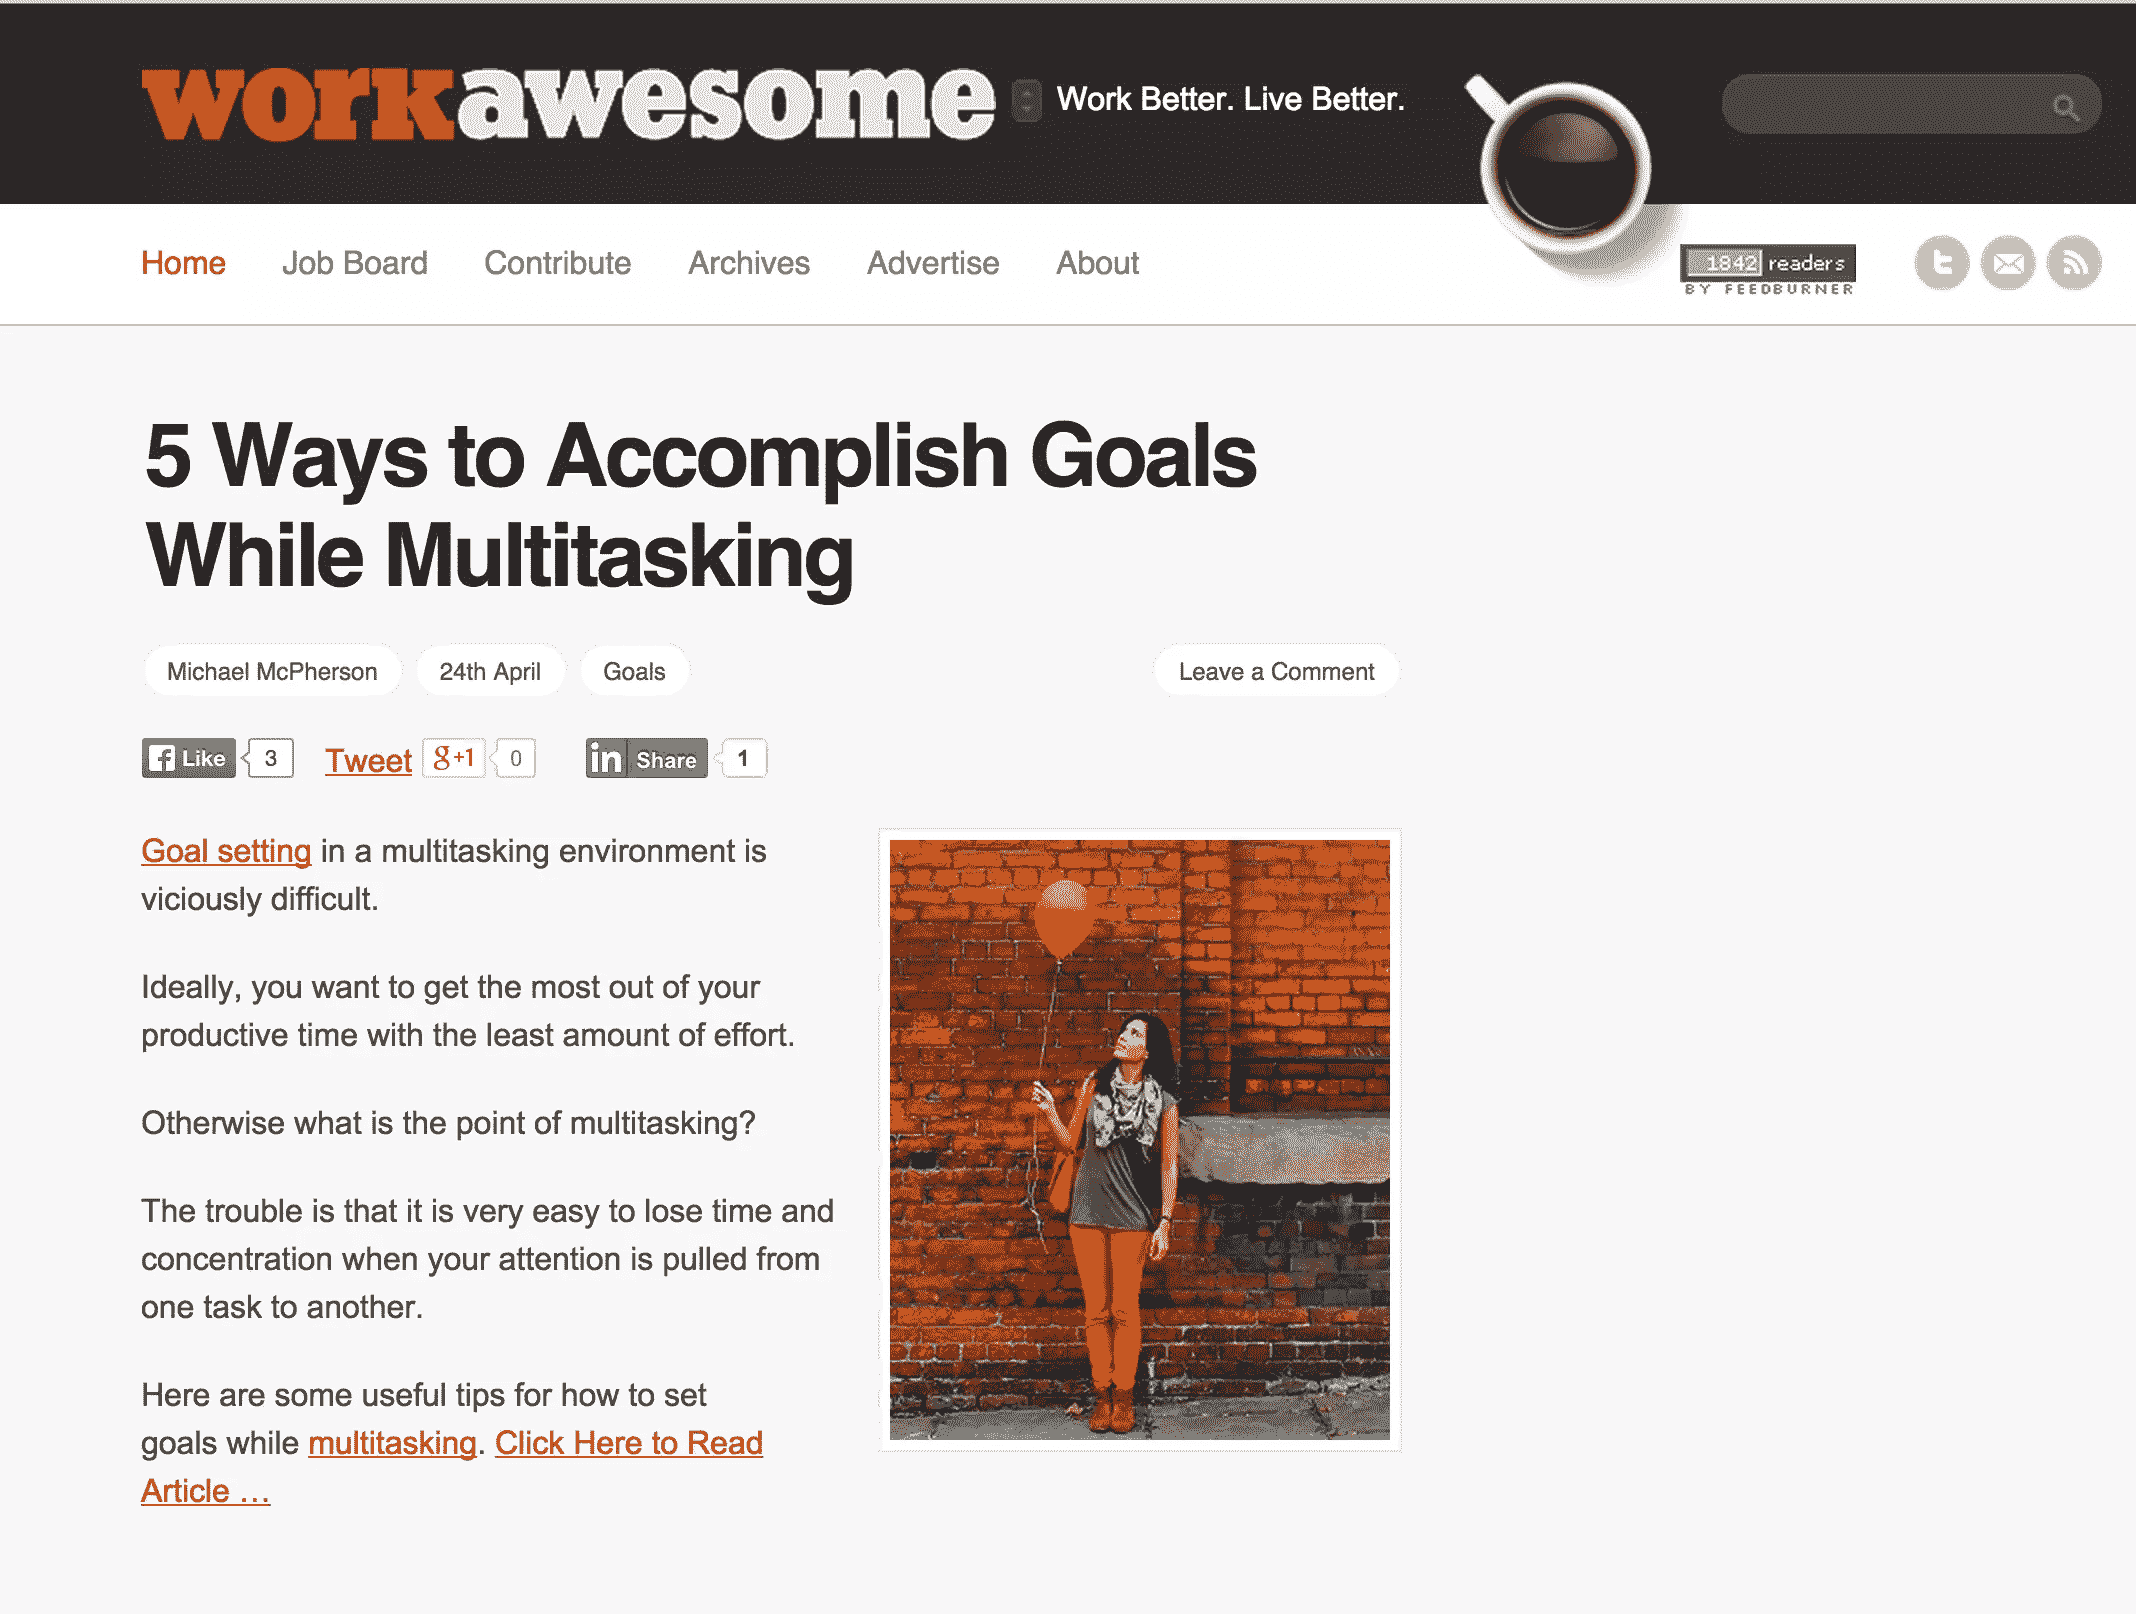 workawesome Work Better. Live Better.
Home Job Board Contribute Archives Advertise About
1842 readers
BY FEEDBURNER
5 Ways to Accomplish Goals
While Multitasking
Michael McPherson 24th April Goals Leave a Comment
Like 3 Tweet g+1 0 in Share 1
Goal setting in a multitasking environment is
viciously difficult.
Ideally, you want to get the most out of your
productive time with the least amount of effort.
Otherwise what is the point of multitasking?
The trouble is that it is very easy to lose time and
concentration when your attention is pulled from
one task to another.
Here are some useful tips for how to set
goals while multitasking. Click Here to Read
Article …